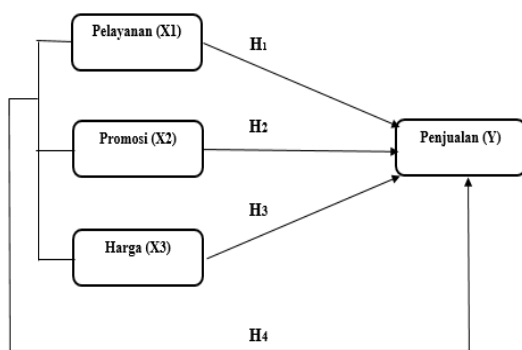 Pelayanan (X1)
H1
Promosi (X2)
H2
Penjualan (Y)
H3
Harga (X3)
H4